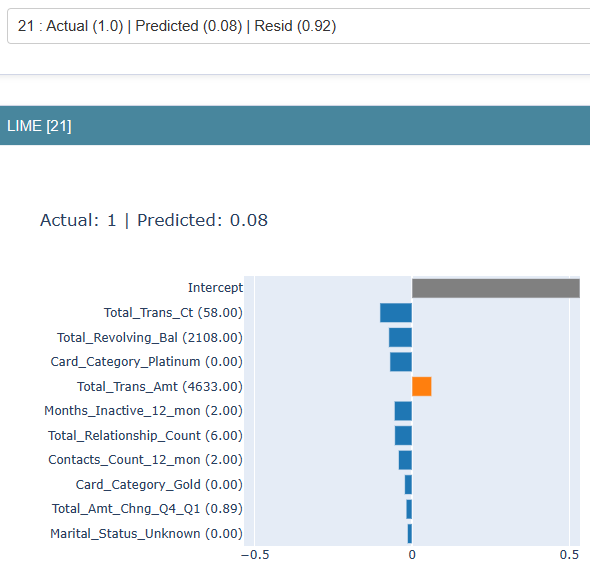 21 : Actual (1.0) | Predicted (0.08) | Resid (0.92)
LIME [21]
Actual: 1 | Predicted: 0.08
Intercept
Total_Trans_Ct (58.00)
Total_Revolving_Bal (2108.00)
Card_Category_Platinum (0.00)
Total_Trans_Amt (4633.00)
Months_Inactive_12_mon (2.00)
Total_Relationship_Count (6.00)
Contacts_Count_12_mon (2.00)
Card_Category_Gold (0.00)
Total_Amt_Chng_Q4_Q1 (0.89)
Marital_Status_Unknown (0.00)
−0.5 0 0.5